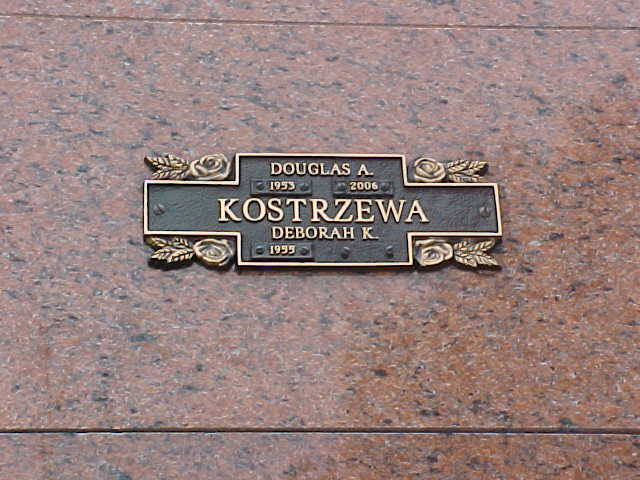 DOUGLAS A.
1953 2006
KOSTRZEWA
DEBORAH K.
1955